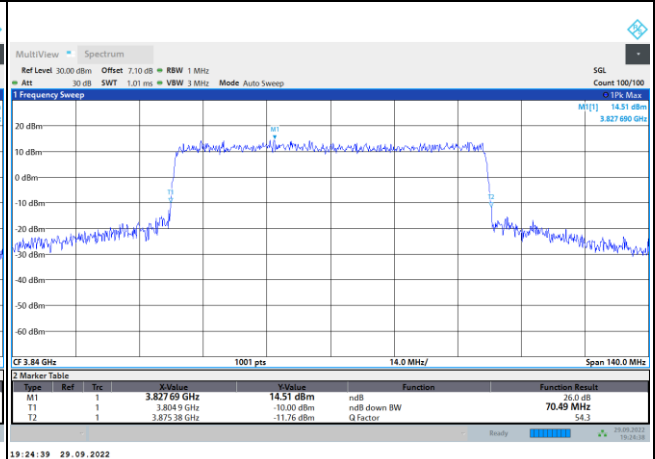 MultiView Spectrum
Ref Level 30.00 dBm Offset 7.10 dB RBW 1 MHz SGL
Att 30 dB SWT 1.01 ms VBW 3 MHz Mode Auto Sweep Count 100/100
1 Frequency Sweep 1Pk Max
M1[1] 14.51 dBm
3.827 690 GHz
20 dBm
M1
10 dBm
0 dBm
T1
T2
-10 dBm
-20 dBm
-30 dBm
-40 dBm
-50 dBm
-60 dBm
CF 3.84 GHz 1001 pts 14.0 MHz/ Span 140.0 MHz
2 Marker Table
Type Ref Trc X-Value Y-Value Function Function Result
M1 1 3.82769 GHz 14.51 dBm ndB 26.0 dB
T1 1 3.8049 GHz -10.00 dBm ndB down BW 70.49 MHz
T2 1 3.87538 GHz -11.76 dBm Q Factor 54.3
Ready 29.09.2022
19:24:38
19:24:39 29.09.2022